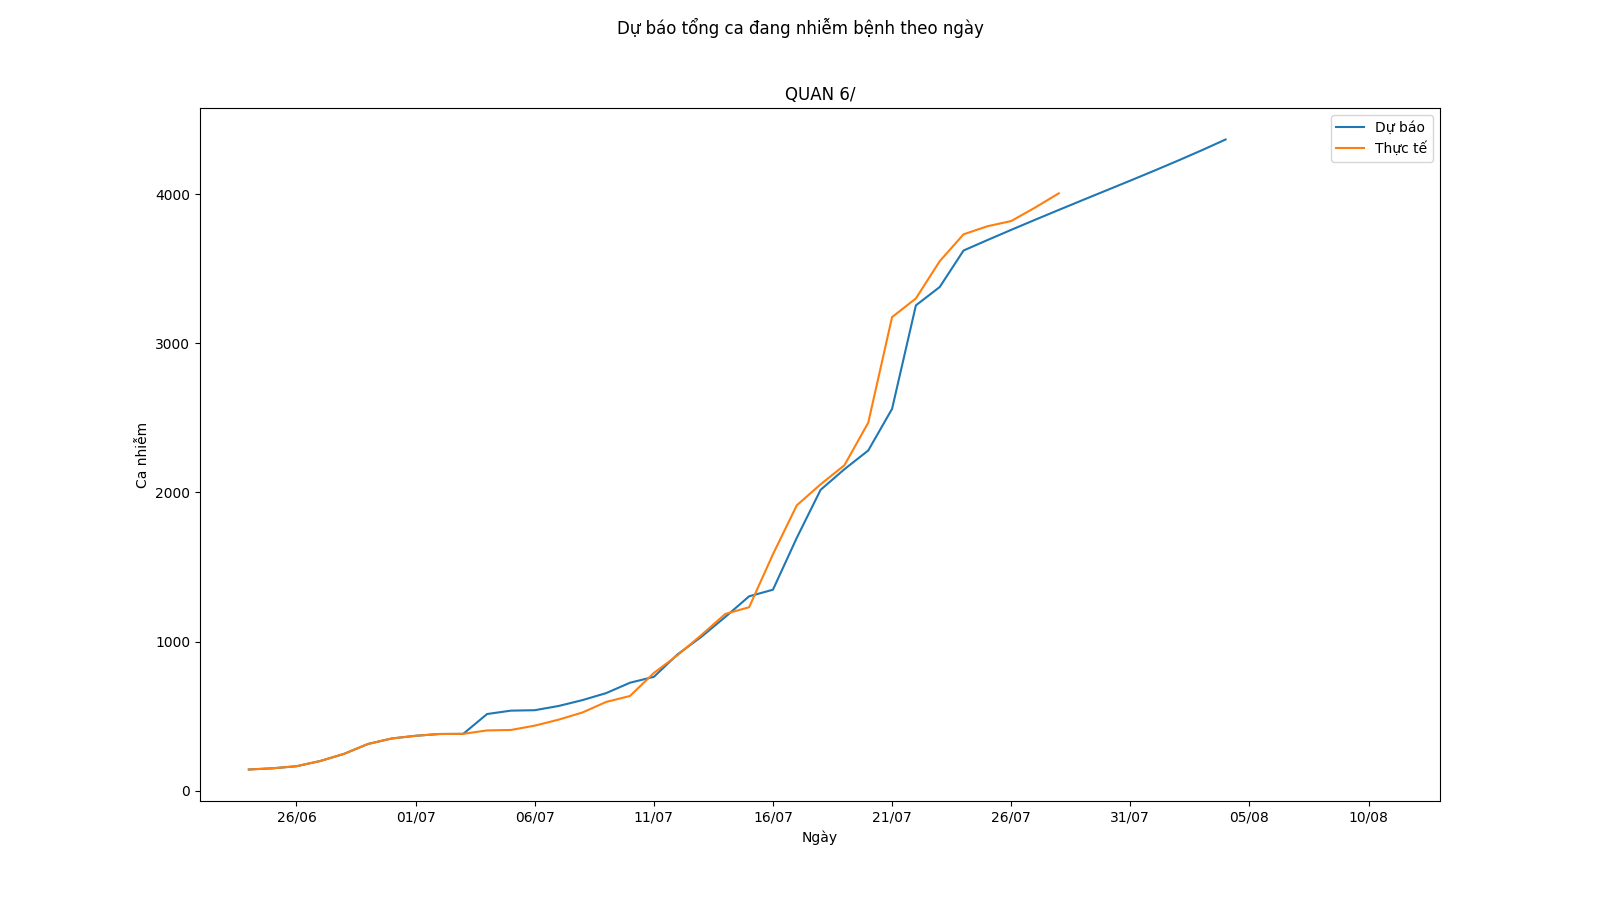 Dự báo tổng ca đang nhiễm bệnh theo ngày
QUAN 6/
Dự báo
Thực tế
4000
3000
2000
1000
0
Ca nhiễm
26/06 01/07 06/07 11/07 16/07 21/07 26/07 31/07 05/08 10/08
Ngày